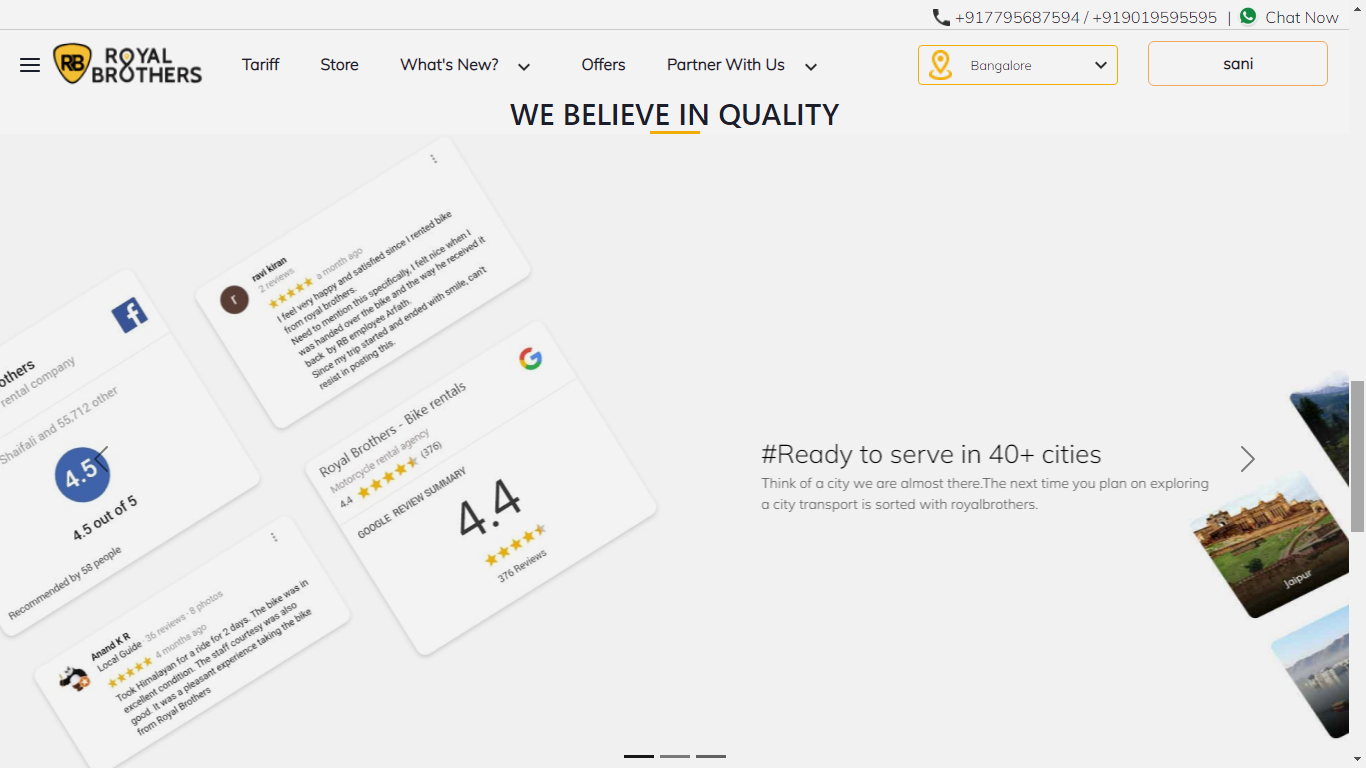 +917795687594 / +919019595595 | Chat Now
RB ROYAL
BROTHERS
Tariff
Store
What's New?
Offers
Partner With Us
Bangalore
sani
WE BELIEVE IN QUALITY
ravi kiran
2 reviews
a month ago
r
I feel very happy and satisfied since I rented bike
from royal brothers.
Need to mention this specifically, I felt nice when I
was handed over the bike and the way he received it
back by RB employee Arfath.
Since my trip started and ended with smile, can't
resist in posting this.
f
others
rental company
Shaifali and 55,712 other
4.5
4.5 out of 5
Recommended by 58 people
G
Royal Brothers - Bike rentals
Motorcycle rental agency
4.4 (376)
GOOGLE REVIEW SUMMARY
4.4
376 Reviews
Anand K R
Local Guide · 36 reviews · 8 photos
4 months ago
Took Himalayan for a ride for 2 days. The bike was in
excellent condition. The staff courtesy was also
good. It was a pleasant experience taking the bike
from Royal Brothers
#Ready to serve in 40+ cities
Think of a city we are almost there.The next time you plan on exploring
a city transport is sorted with royalbrothers.
Jaipur